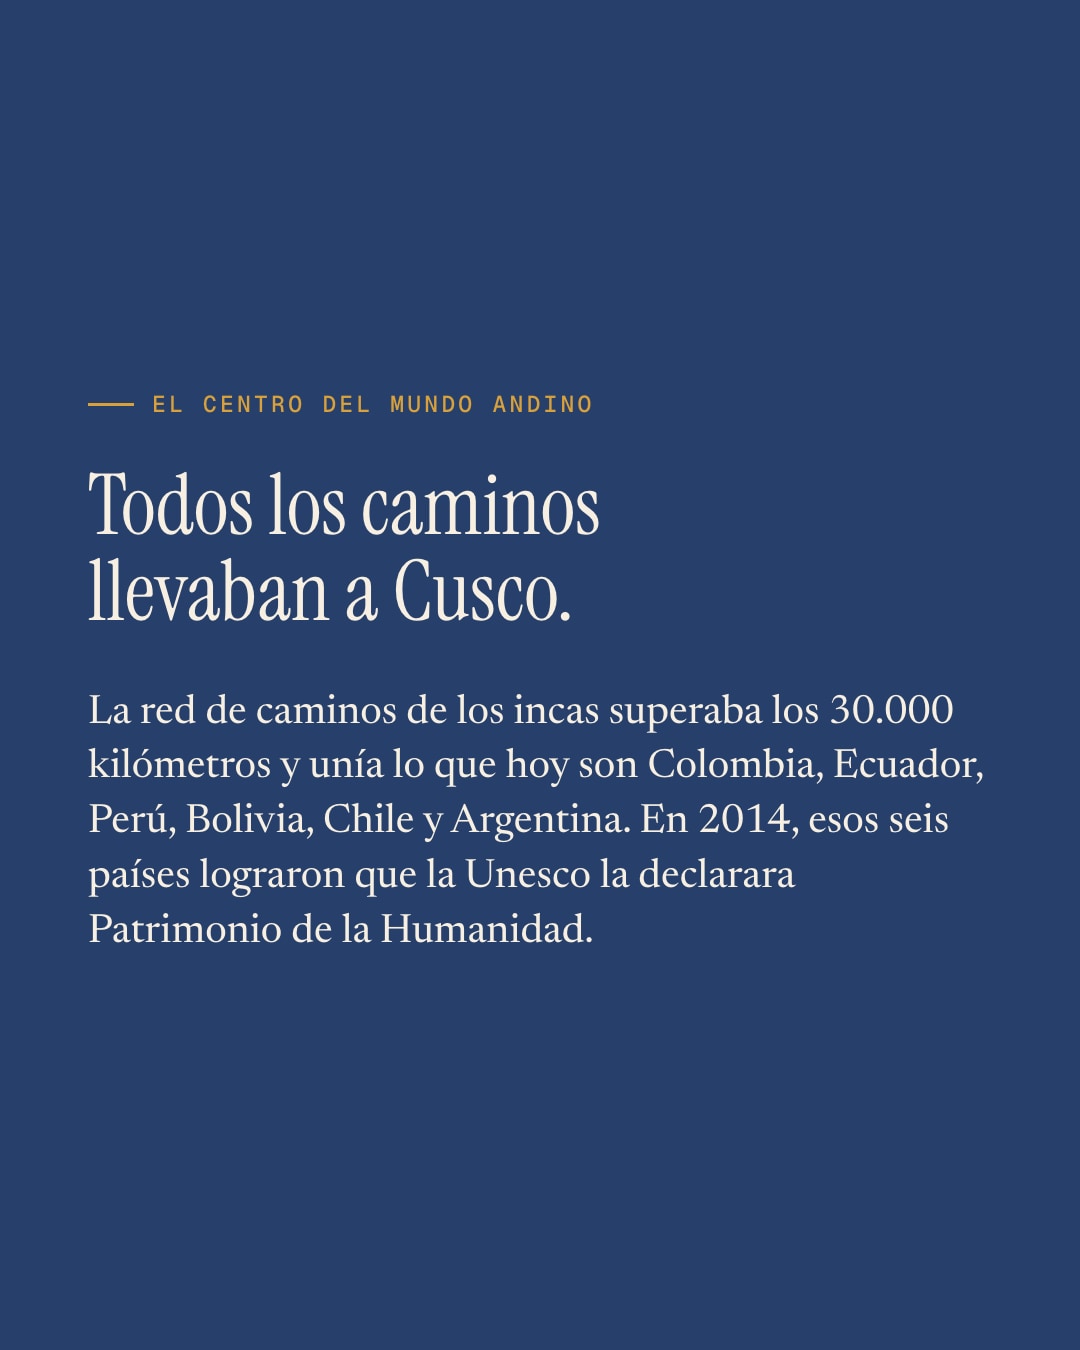 EL CENTRO DEL MUNDO ANDINO
Todos los caminos
llevaban a Cusco.
La red de caminos de los incas superaba los 30.000
kilómetros y unía lo que hoy son Colombia, Ecuador,
Perú, Bolivia, Chile y Argentina. En 2014, esos seis
países lograron que la Unesco la declarara
Patrimonio de la Humanidad.